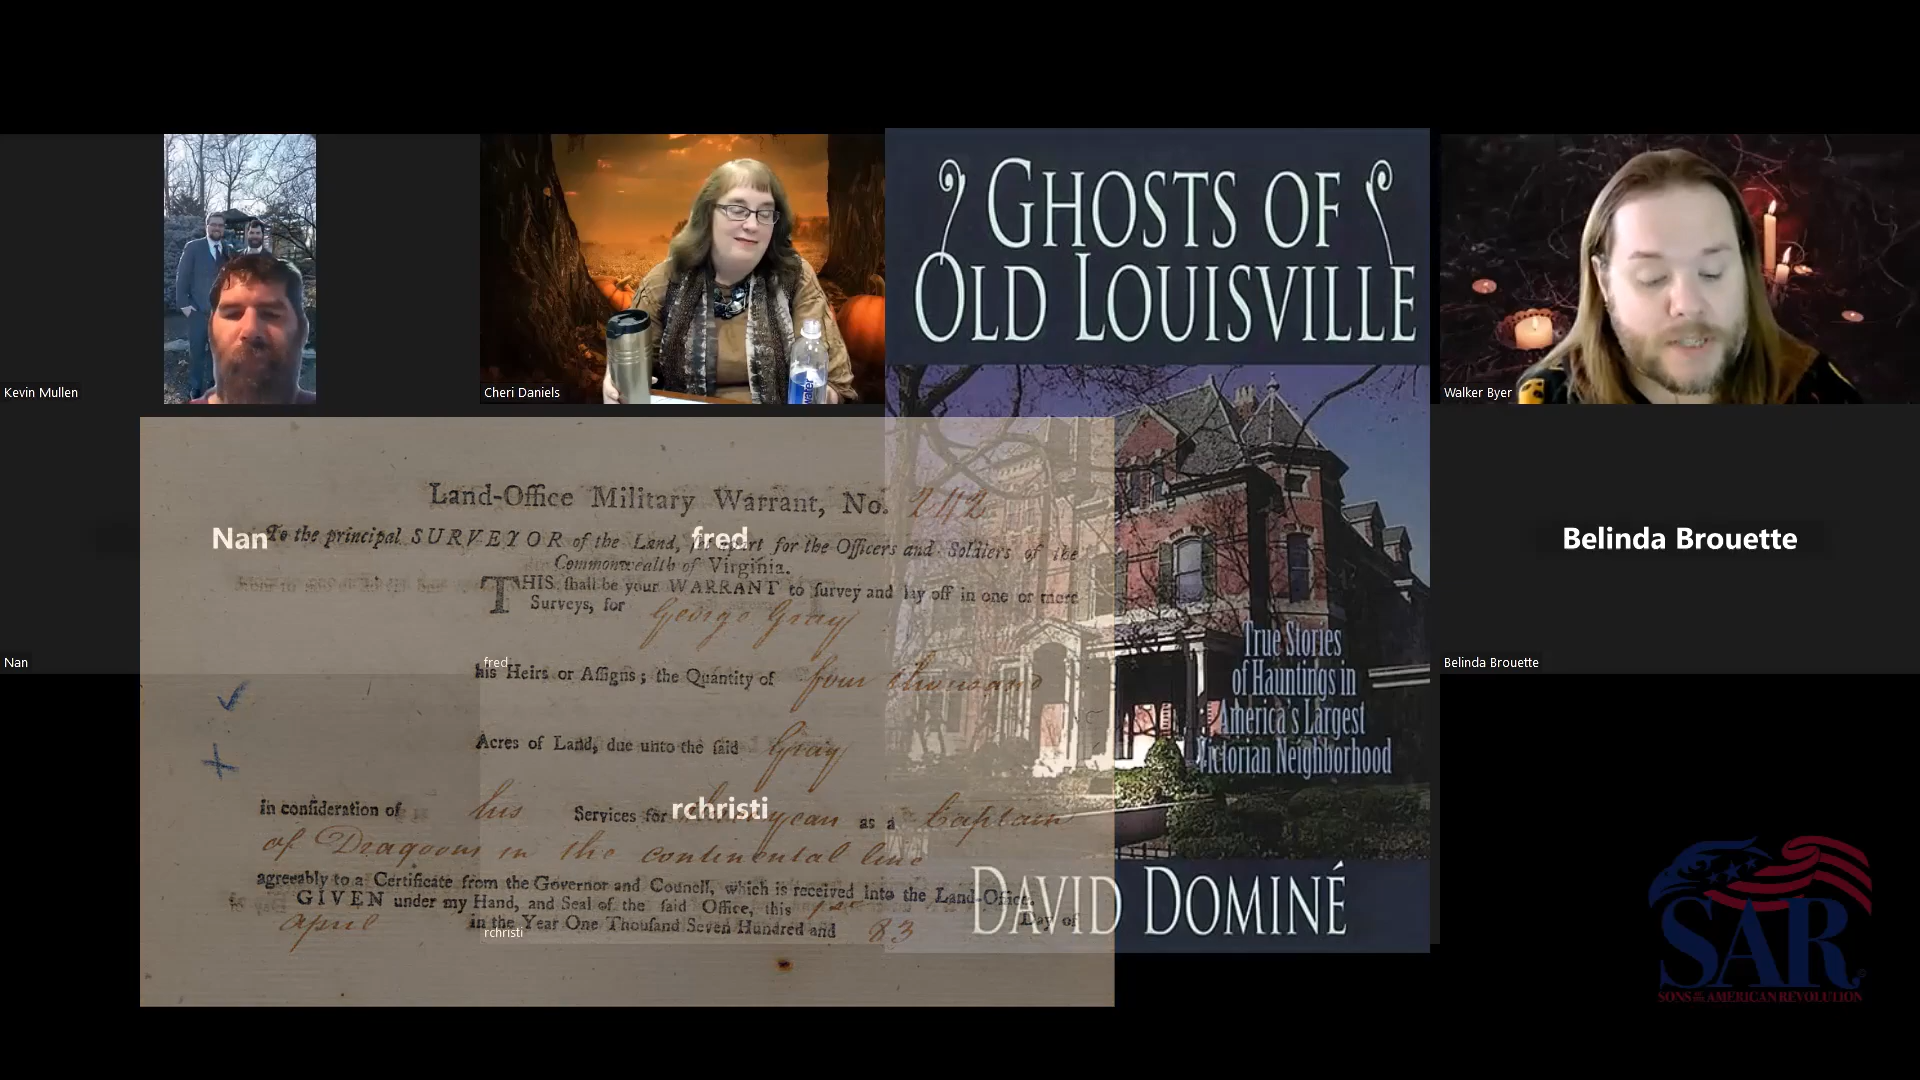 GHOSTS OF
OLD LOUISVILLE
Kevin Mullen
Cheri Daniels
Walker Byer
Land-Office Military Warrant, No. 242
Nan
fred
Belinda Brouette
To the principal SURVEYOR of the Land, set apart for the Officers and Soldiers of the
Commonwealth of Virginia.
THIS shall be your WARRANT to survey and lay off in one or more
Surveys, for George Gray
Nan
fred
Belinda Brouette
his Heirs or Assigns; the Quantity of four thousand
Acres of Land, due unto the said Gray
True Stories
of Hauntings in
America's Largest
Victorian Neighborhood
rchristi
in consideration of his Services for years as a Captain
of Dragoons in the continental line
agreeably to a Certificate from the Governor and Council, which is received into the Land-Office.
GIVEN under my Hand, and Seal of the said Office, this 1st Day of
april in the Year One Thousand Seven Hundred and 83
rchristi
DAVID DOMINÉ
SAR
SONS OF THE AMERICAN REVOLUTION